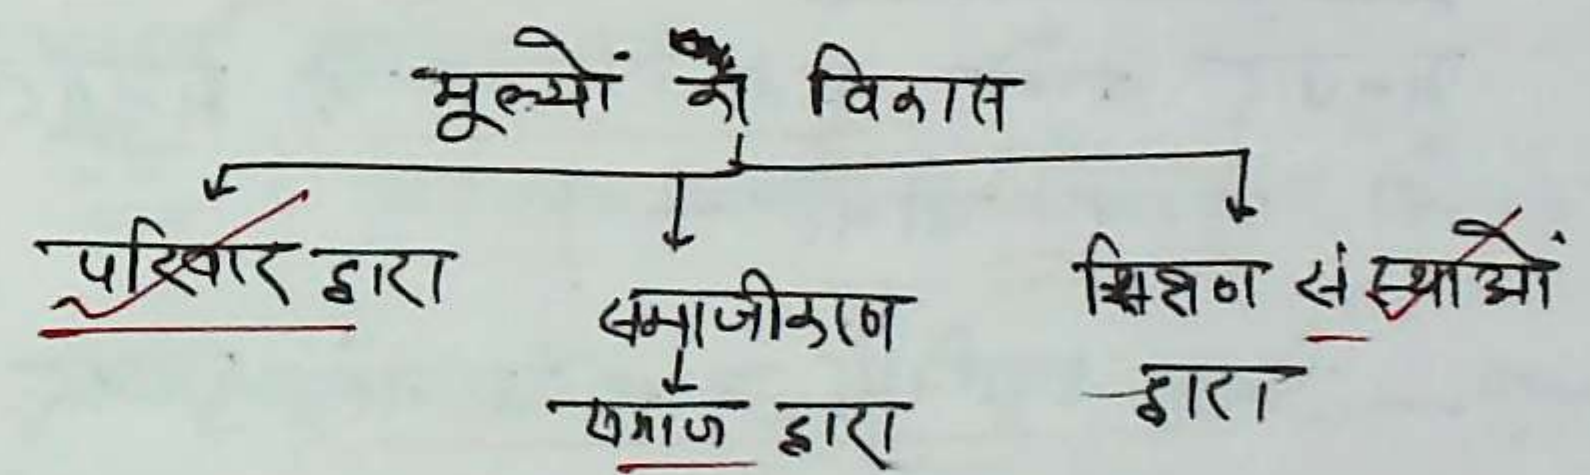 मूल्यों का विकास
परिवार द्वारा
समाजीकरण
समाज द्वारा
शिक्षण संस्थाओं
द्वारा